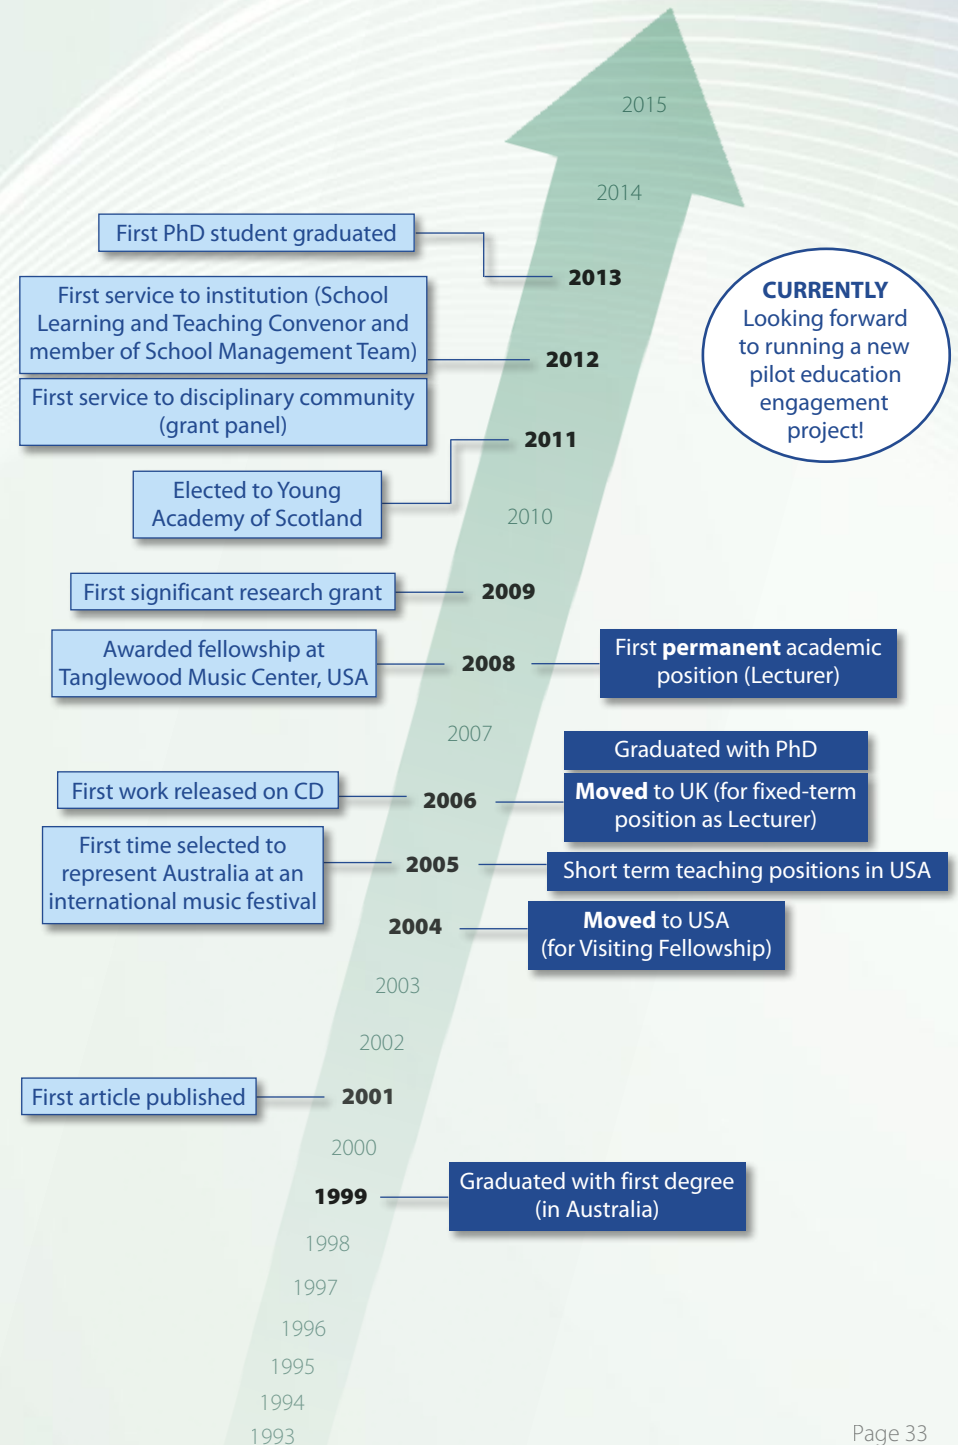 2015
2014
First PhD student graduated
2013
First service to institution (School
Learning and Teaching Convenor and
member of School Management Team)
2012
First service to disciplinary community
(grant panel)
CURRENTLY
Looking forward
to running a new
pilot education
engagement
project!
2011
Elected to Young
Academy of Scotland
2010
First significant research grant
2009
Awarded fellowship at
Tanglewood Music Center, USA
2008
First permanent academic
position (Lecturer)
2007
Graduated with PhD
First work released on CD
2006
Moved to UK (for fixed-term
position as Lecturer)
First time selected to
represent Australia at an
international music festival
2005
Short term teaching positions in USA
2004
Moved to USA
(for Visiting Fellowship)
2003
2002
First article published
2001
2000
1999
Graduated with first degree
(in Australia)
1998
1997
1996
1995
1994
1993
Page 33